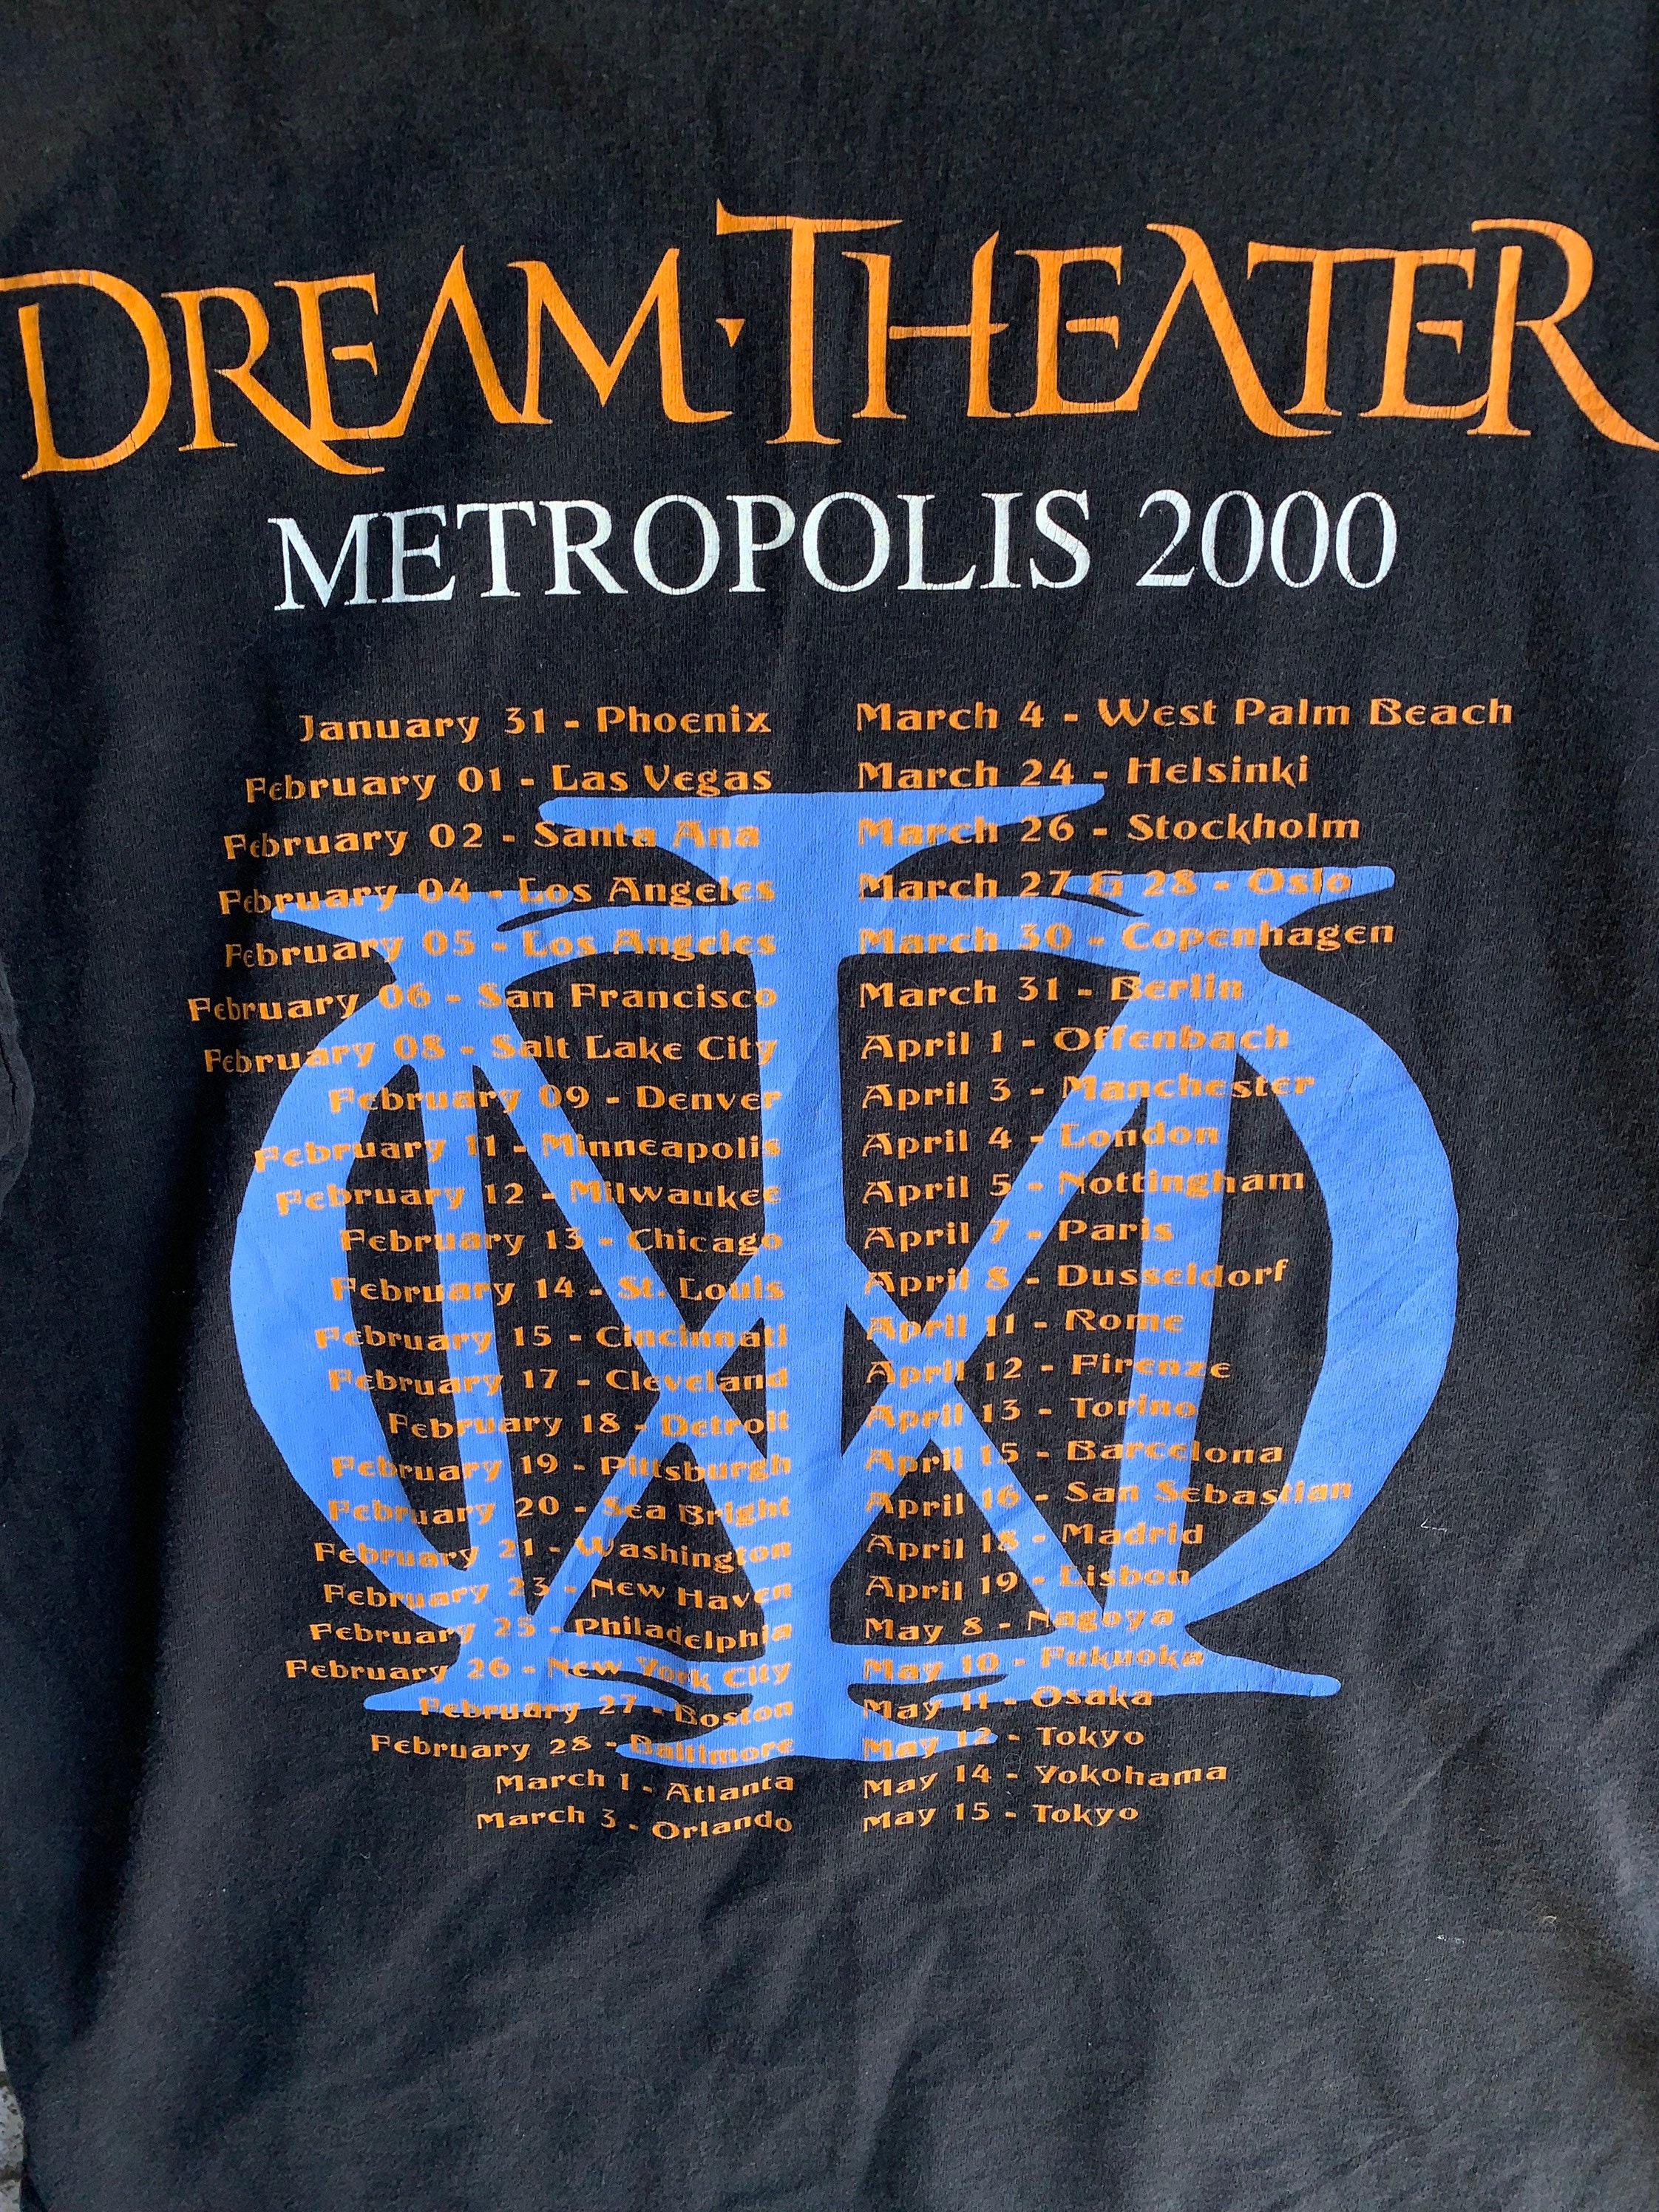 DREAM THEATER
METROPOLIS 2000
January 31 - Phoenix
February 01 - Las Vegas
February 02 - Santa Ana
February 04 - Los Angeles
February 05 - Los Angeles
February 06 - San Francisco
February 08 - Salt Lake City
February 09 - Denver
February 11 - Minneapolis
February 12 - Milwaukee
February 13 - Chicago
February 14 - St. Louis
February 15 - Cincinnati
February 17 - Cleveland
February 18 - Detroit
February 19 - Pittsburgh
February 20 - Sea Bright
February 21 - Washington
February 23 - New Haven
February 25 - Philadelphia
February 26 - New York City
February 27 - Boston
February 28 - Baltimore
March 1 - Atlanta
March 3 - Orlando
March 4 - West Palm Beach
March 24 - Helsinki
March 26 - Stockholm
March 27 & 28 - Oslo
March 30 - Copenhagen
March 31 - Berlin
April 1 - Offenbach
April 3 - Manchester
April 4 - London
April 5 - Nottingham
April 7 - Paris
April 8 - Dusseldorf
April 11 - Rome
April 12 - Firenze
April 13 - Torino
April 15 - Barcelona
April 16 - San Sebastian
April 18 - Madrid
April 19 - Lisbon
May 8 - Nagoya
May 10 - Fukuoka
May 11 - Osaka
May 12 - Tokyo
May 14 - Yokohama
May 15 - Tokyo